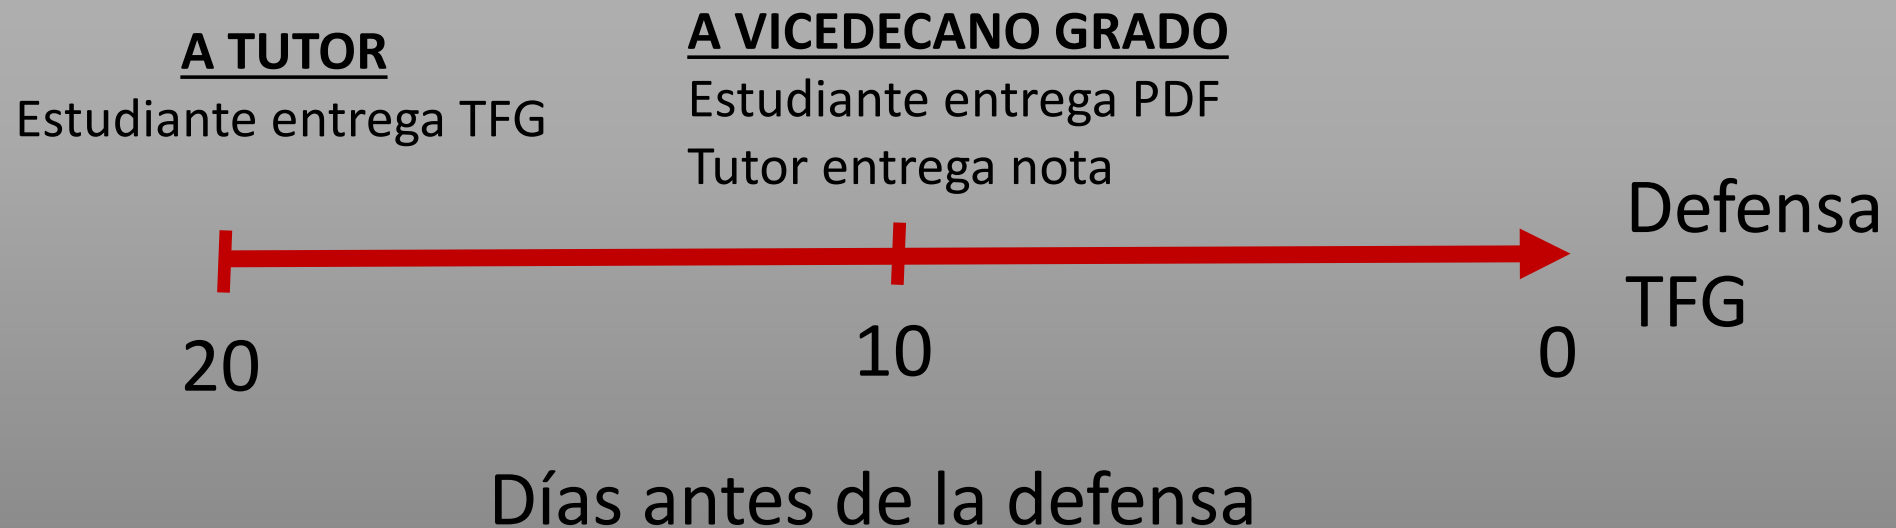 A TUTOR
Estudiante entrega TFG
A VICEDECANO GRADO
Estudiante entrega PDF
Tutor entrega nota
Defensa
TFG
20
10
0
Días antes de la defensa